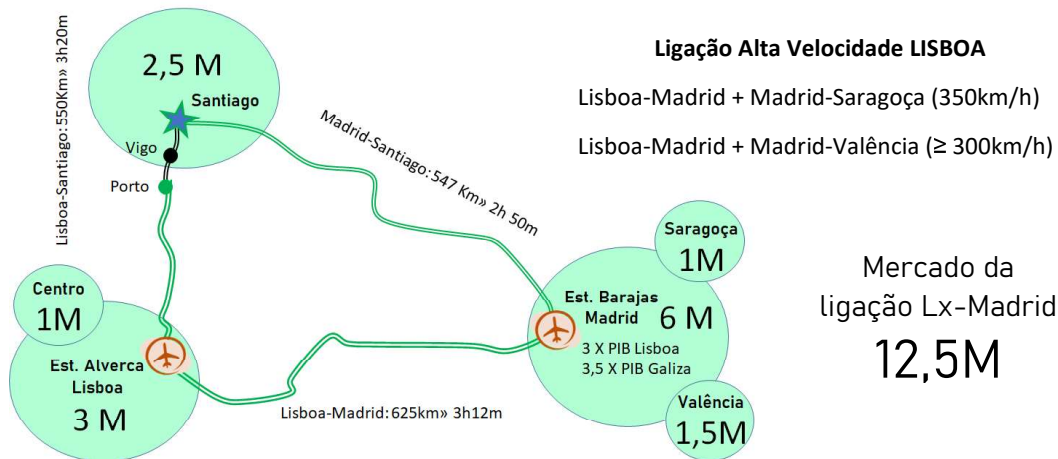 Ligação Alta Velocidade LISBOA
Lisboa-Madrid + Madrid-Saragoça (350km/h)
Lisboa-Madrid + Madrid-Valência (≥ 300km/h)
2,5 M
Santiago
Vigo
Porto
Lisboa-Santiago: 550Km» 3h20m
Madrid-Santiago: 547 Km» 2h 50m
Saragoça
1M
Centro
1M
Est. Barajas
Madrid
6 M
3 X PIB Lisboa
3,5 X PIB Galiza
Est. Alverca
Lisboa
3 M
Lisboa-Madrid: 625km» 3h12m
Valência
1,5M
Mercado da
ligação Lx-Madrid
12,5M